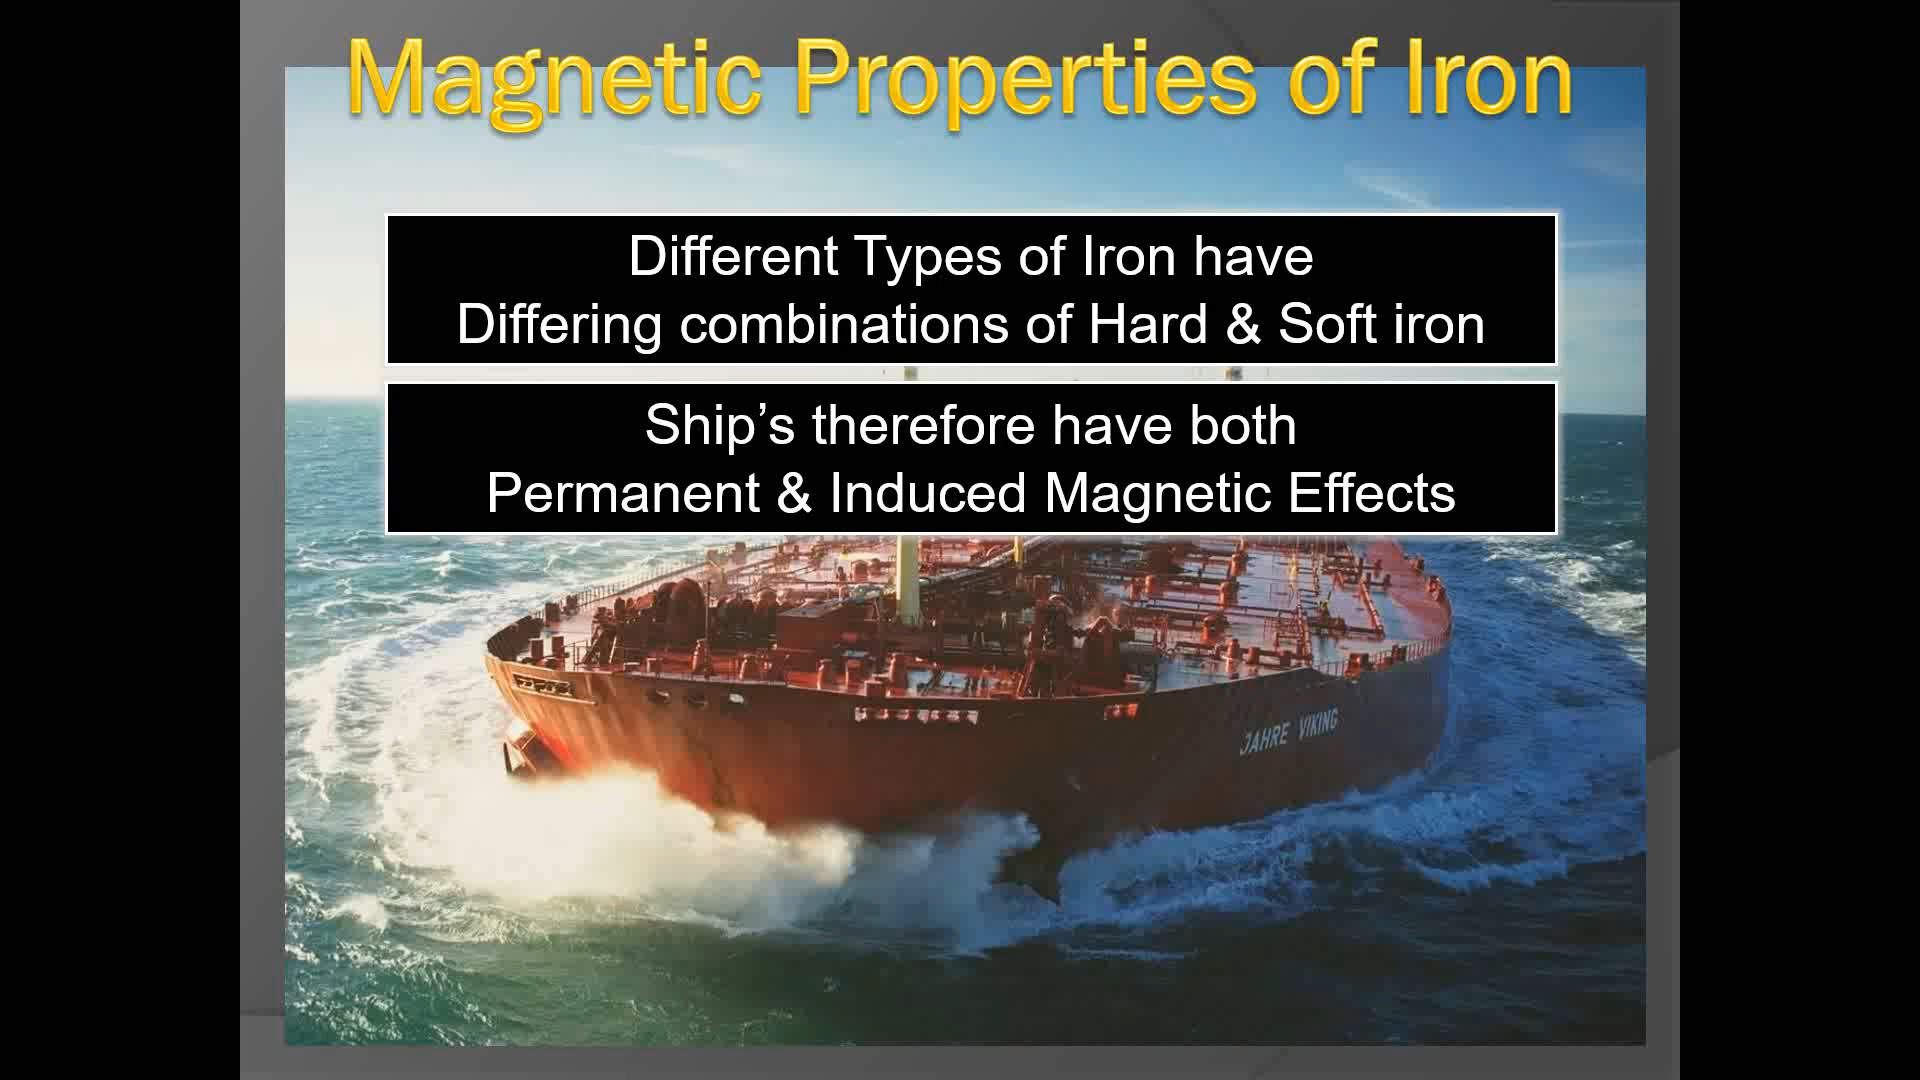 Magnetic Properties of Iron
Different Types of Iron have
Differing combinations of Hard & Soft iron
Ship’s therefore have both
Permanent & Induced Magnetic Effects
JAHRE VIKING